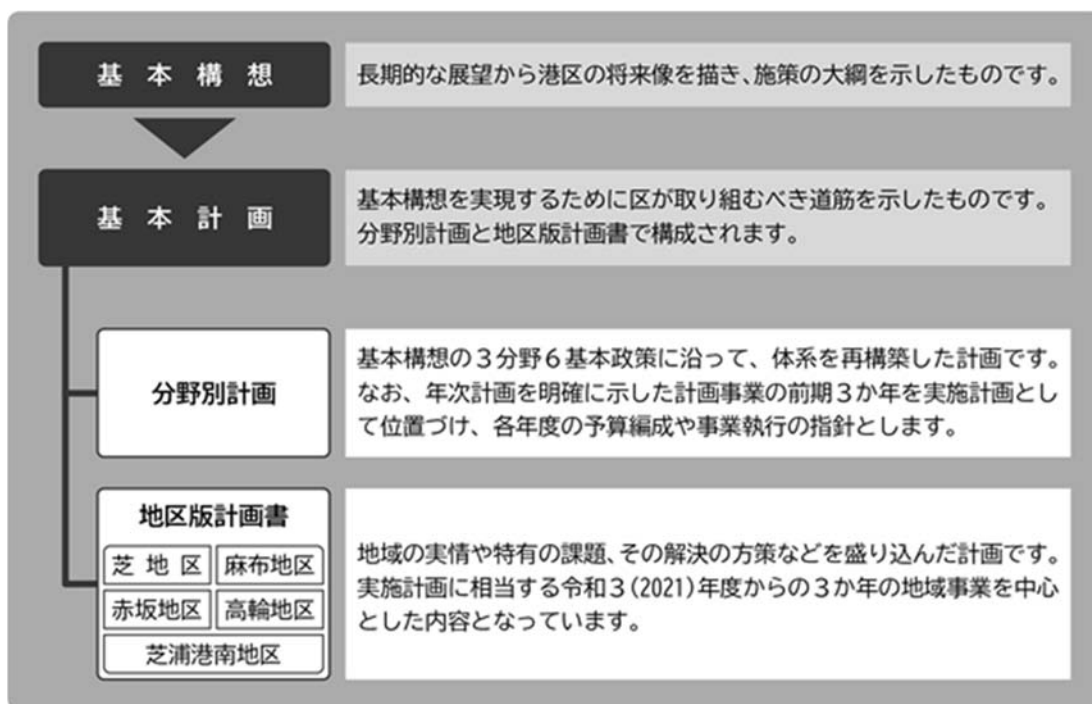 基本構想
長期的な展望から港区の将来像を描き、施策の大綱を示したものです。
基本計画
基本構想を実現するために区が取り組むべき道筋を示したものです。
分野別計画と地区版計画書で構成されます。
分野別計画
基本構想の３分野６基本政策に沿って、体系を再構築した計画です。
なお、年次計画を明確に示した計画事業の前期３か年を実施計画とし
て位置づけ、各年度の予算編成や事業執行の指針とします。
地区版計画書
芝地区
麻布地区
赤坂地区
高輪地区
芝浦港南地区
地域の実情や特有の課題、その解決の方策などを盛り込んだ計画です。
実施計画に相当する令和３(2021)年度からの３か年の地域事業を中心
とした内容となっています。